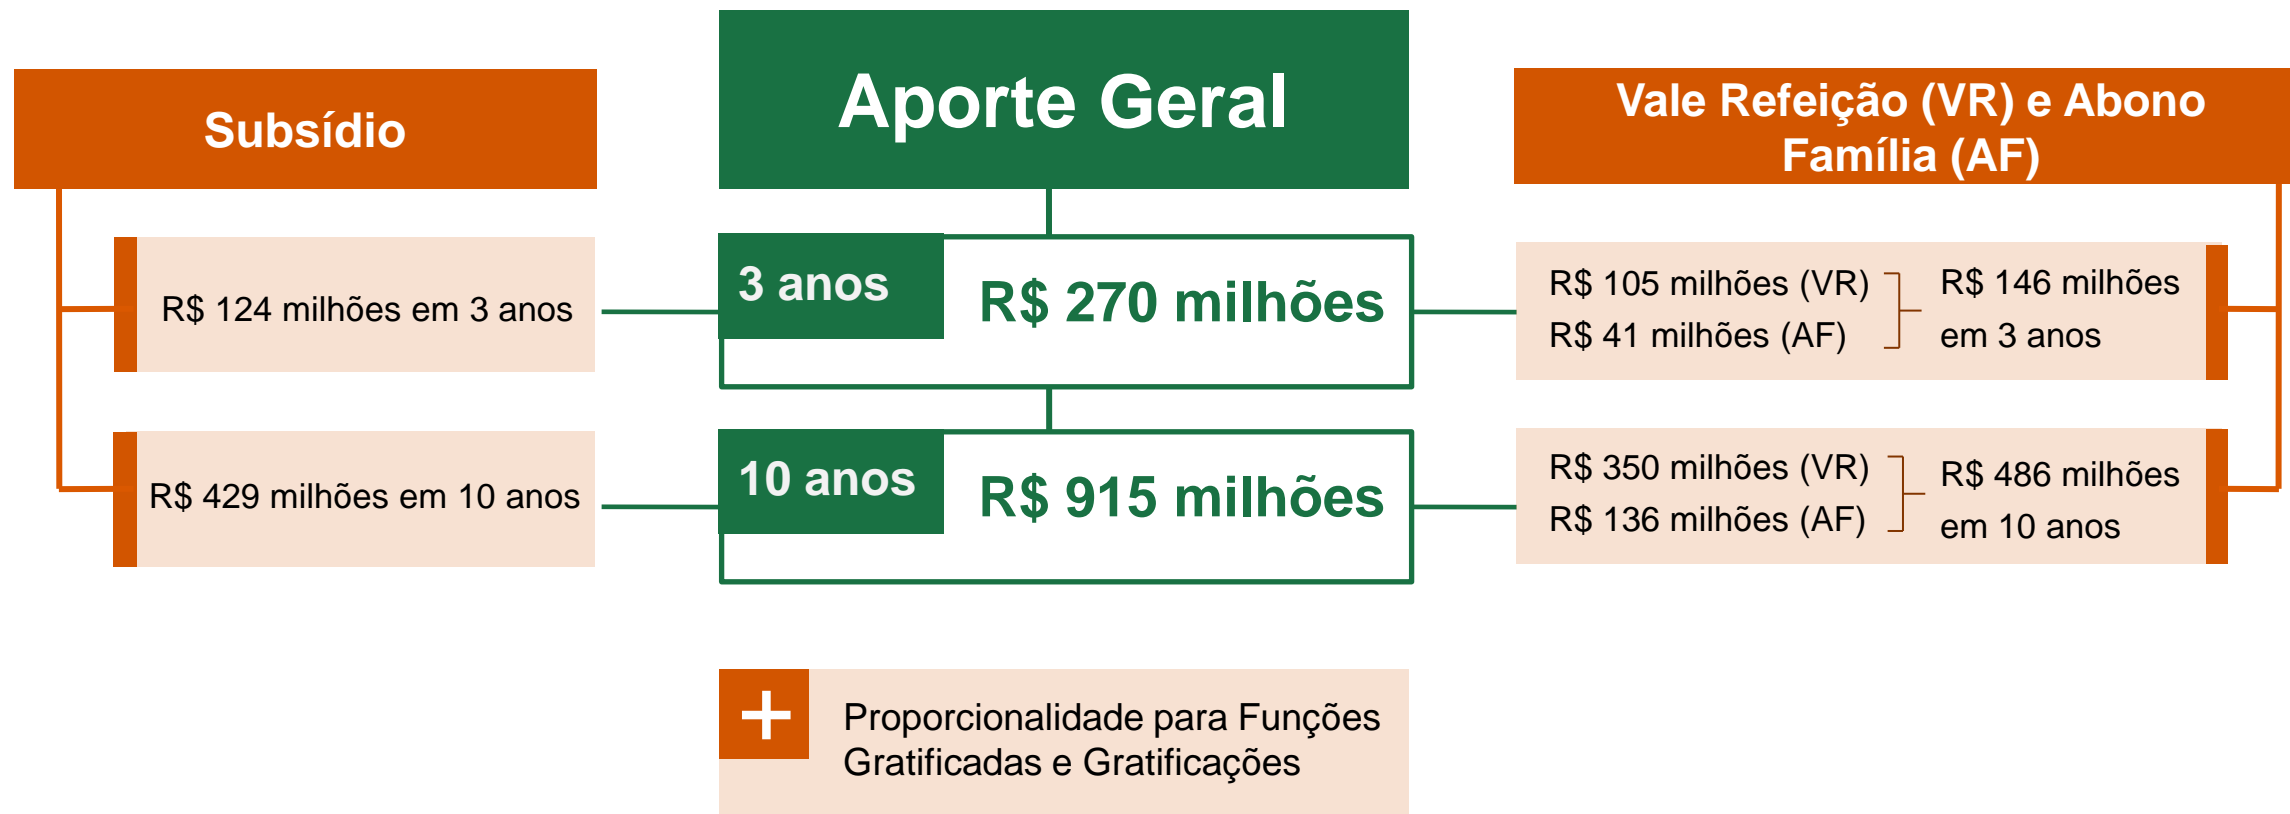 Subsídio
R$ 124 milhões em 3 anos
R$ 429 milhões em 10 anos
Aporte Geral
3 anos
R$ 270 milhões
10 anos
R$ 915 milhões
Vale Refeição (VR) e Abono
Família (AF)
R$ 105 milhões (VR)
R$ 41 milhões (AF)
R$ 146 milhões
em 3 anos
R$ 350 milhões (VR)
R$ 136 milhões (AF)
R$ 486 milhões
em 10 anos
+
Proporcionalidade para Funções
Gratificadas e Gratificações